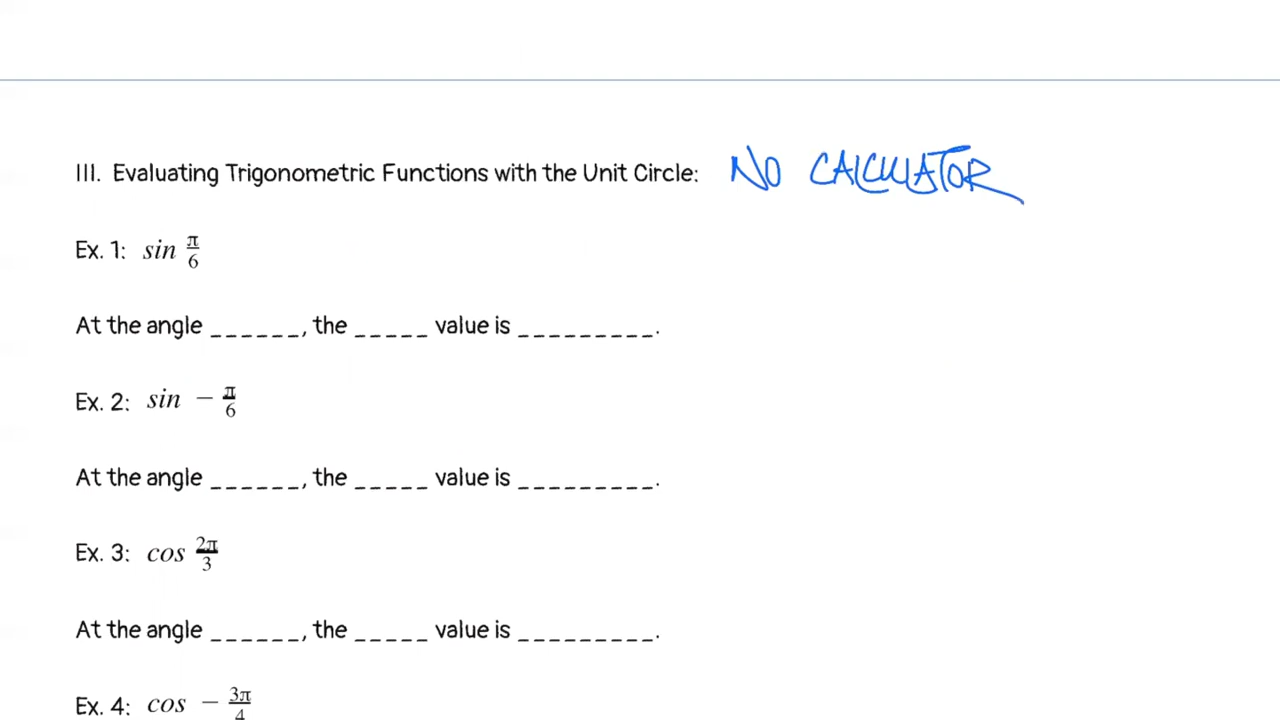 III. Evaluating Trigonometric Functions with the Unit Circle: NO CALCULATOR
Ex. 1: sin π/6
At the angle ______, the _____ value is _________.
Ex. 2: sin − π/6
At the angle ______, the _____ value is _________.
Ex. 3: cos 2π/3
At the angle ______, the _____ value is _________.
Ex. 4: cos − 3π/4